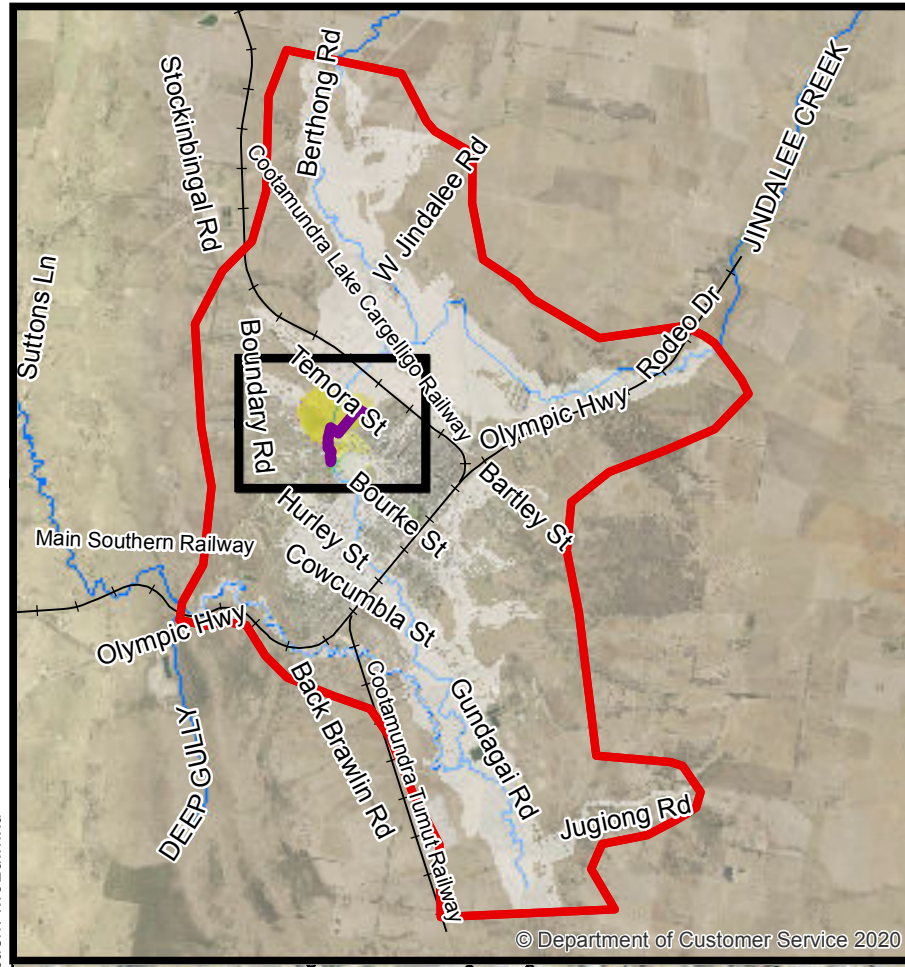 Berthong Rd
Stockinbingal Rd
JINDALEE CREEK
Cootamundra Lake Cargelligo Railway
W Jindalee Rd
Suttons Ln
Rodeo Dr
Boundary Rd
Temora St
Olympic Hwy
Bartley St
Bourke St
Hurley St
Main Southern Railway
Cowcumbla St
Olympic Hwy
Back Brawlin Rd
Cootamundra Tumut Railway
Gundagai Rd
DEEP GULLY
Jugiong Rd
© Department of Customer Service 2020